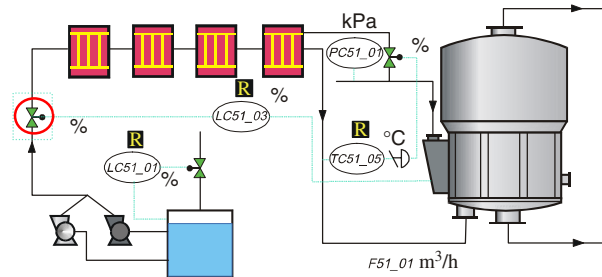 kPa
PC51_01 %
R %
% LC51_03
R R °C
LC51_01 % TC51_05
F51_01 m³/h